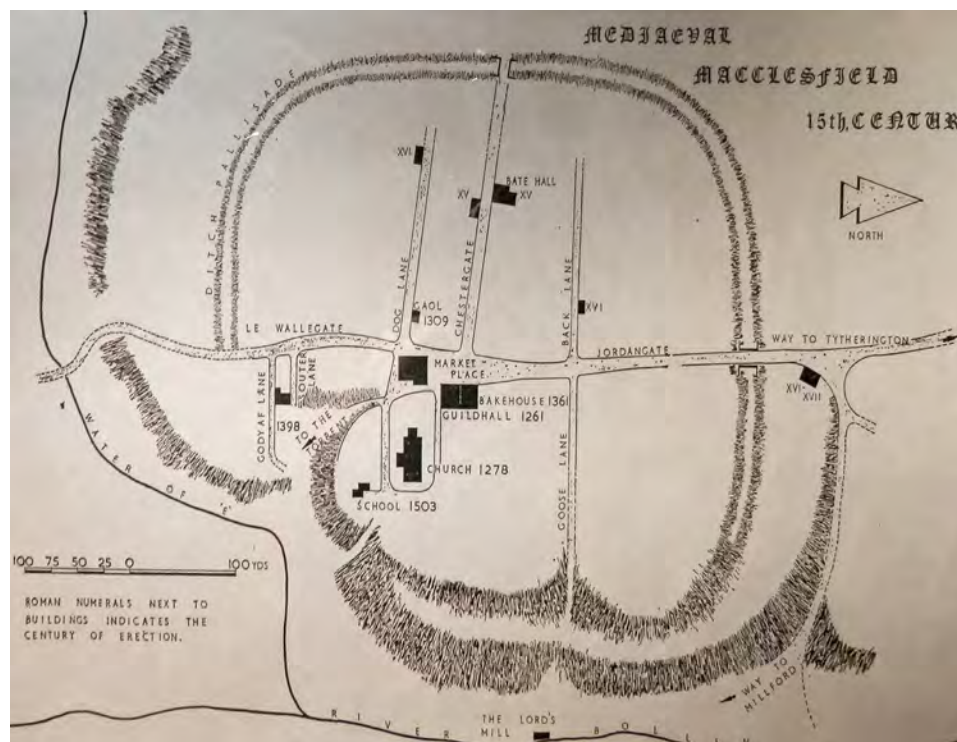 MEDIAEVAL
MACCLESFIELD
15th. CENTUR
NORTH
DITCH PALISADE
XVI
XV
BATE HALL
XV
DOG LANE
GAOL
1309
CHESTERGATE
BACK LANE
XVI
LE WALLEGATE
JORDANGATE
WAY TO TYTHERINGTON
MARKET
PLACE
BAKEHOUSE 1361
GUILDHALL 1261
XVI
XVII
GODYAF LANE
SOUTER
LANE
1398
TO THE
CHURCH 1278
SCHOOL 1503
GOOSE LANE
WATER OF 'E'
100 75 50 25 0 100 YDS
ROMAN NUMERALS NEXT TO
BUILDINGS INDICATES THE
CENTURY OF ERECTION.
WAY TO
MILLFORD
RIVER BOLLIN
THE LORD'S
MILL